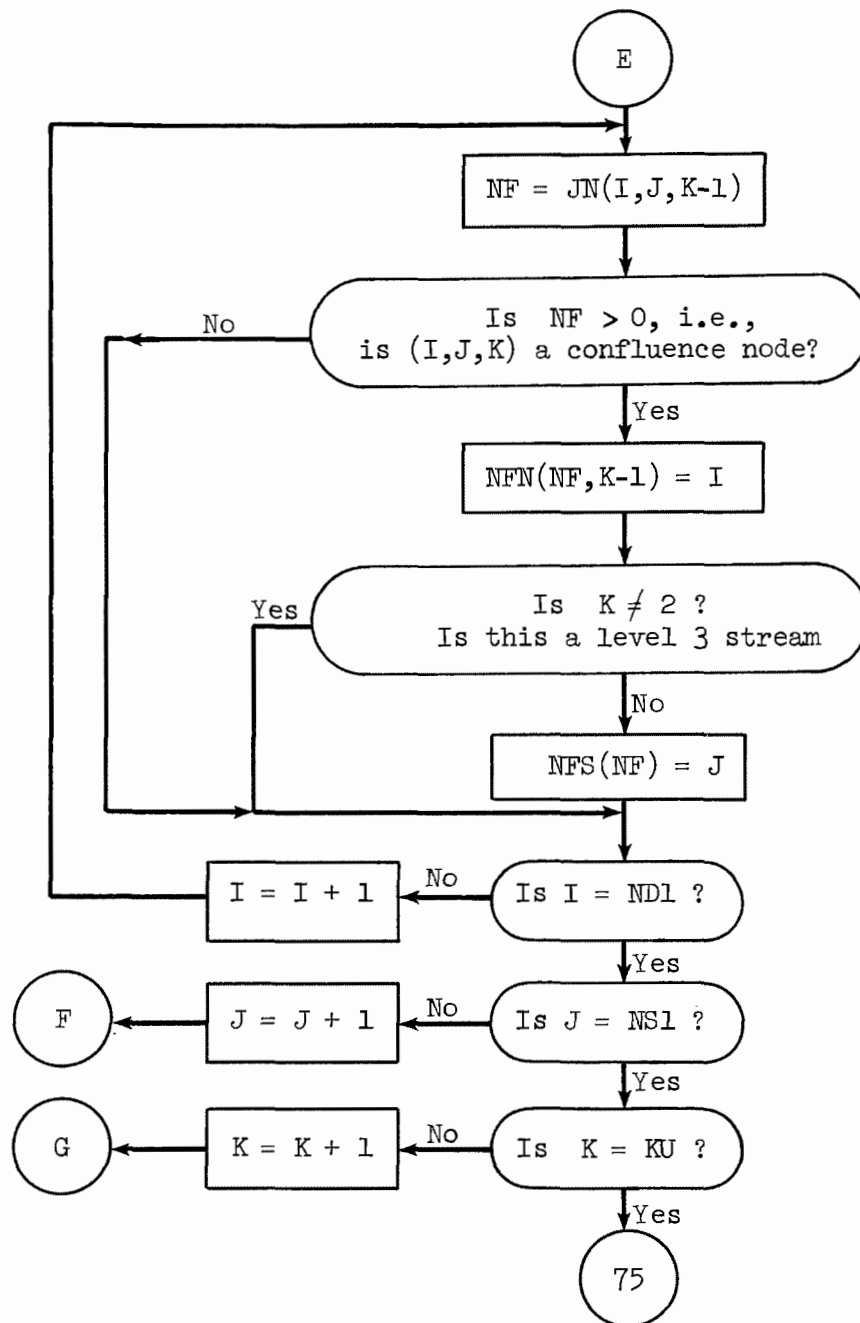 E
NF = JN(I,J,K-1)
Is NF > 0, i.e.,
is (I,J,K) a confluence node?
No
Yes
NFN(NF,K-1) = I
Is K ≠ 2 ?
Is this a level 3 stream
Yes
No
NFS(NF) = J
Is I = ND1 ?
No
I = I + 1
Yes
Is J = NS1 ?
No
J = J + 1
F
Yes
Is K = KU ?
No
K = K + 1
G
Yes
75